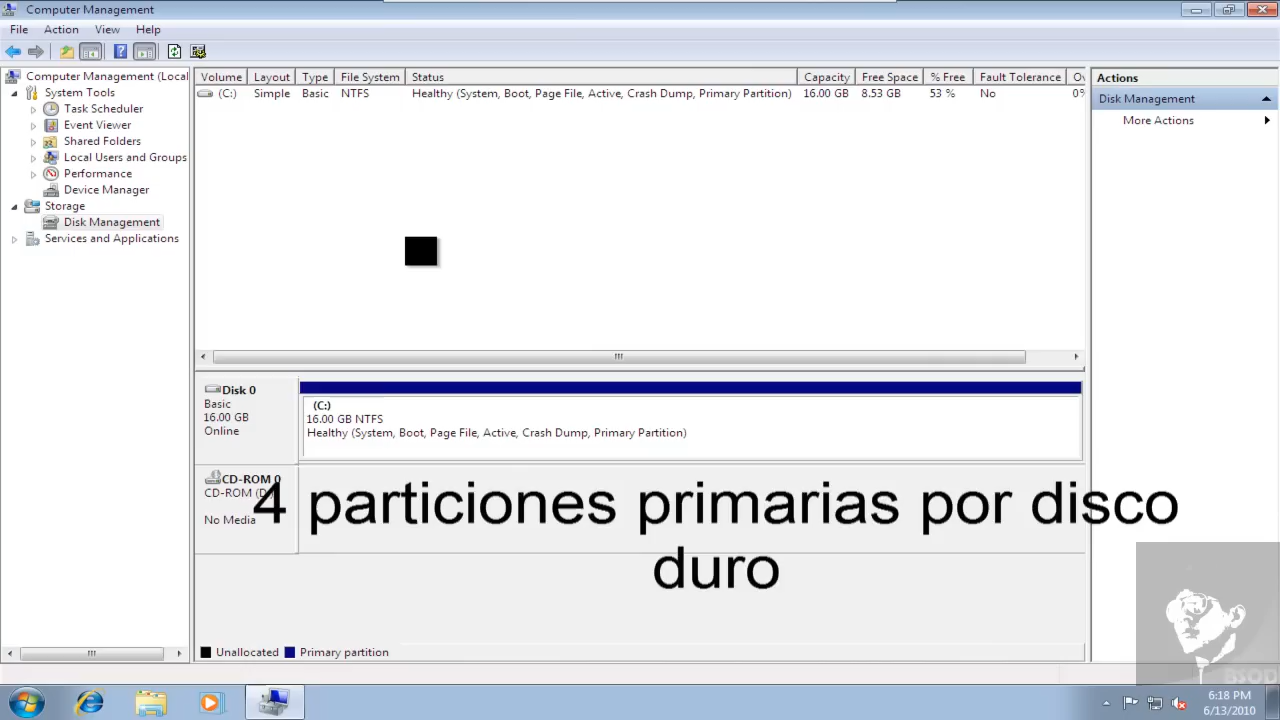 Computer Management
File Action View Help
Computer Management (Local
System Tools
Task Scheduler
Event Viewer
Shared Folders
Local Users and Groups
Performance
Device Manager
Storage
Disk Management
Services and Applications
Volume Layout Type File System Status Capacity Free Space % Free Fault Tolerance Ov
(C:) Simple Basic NTFS Healthy (System, Boot, Page File, Active, Crash Dump, Primary Partition) 16.00 GB 8.53 GB 53 % No 0%
Disk 0
Basic
16.00 GB
Online
(C:)
16.00 GB NTFS
Healthy (System, Boot, Page File, Active, Crash Dump, Primary Partition)
CD-ROM 0
CD-ROM (D
No Media
4 particiones primarias por disco
duro
Unallocated Primary partition
Actions
Disk Management
More Actions
BSOD
6:18 PM
6/13/2010